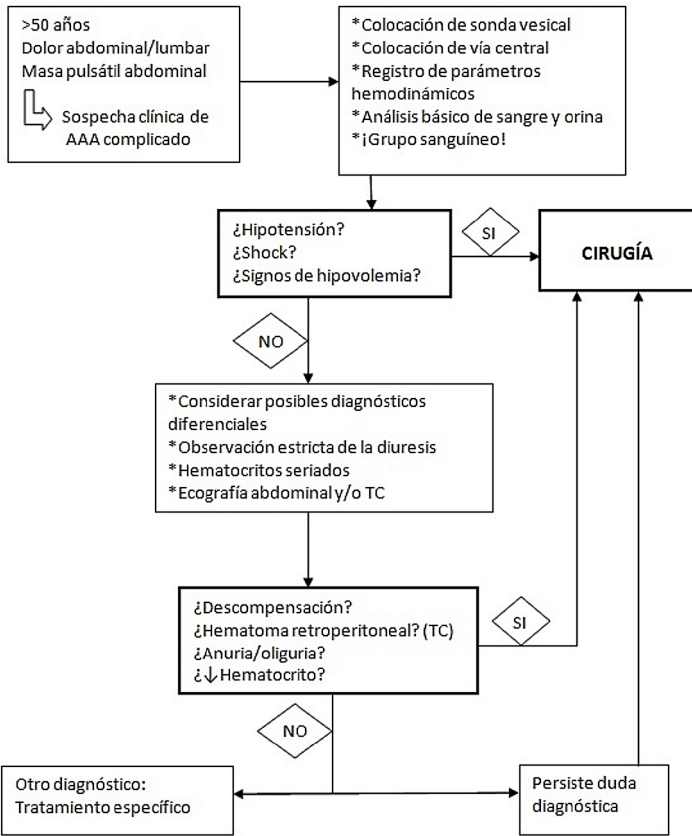 >50 años
Dolor abdominal/lumbar
Masa pulsátil abdominal
Sospecha clínica de
AAA complicado
*Colocación de sonda vesical
*Colocación de vía central
*Registro de parámetros
hemodinámicos
*Análisis básico de sangre y orina
*¡Grupo sanguíneo!
¿Hipotensión?
¿Shock?
¿Signos de hipovolemia?
SI
CIRUGÍA
NO
*Considerar posibles diagnósticos
diferenciales
*Observación estricta de la diuresis
*Hematocritos seriados
*Ecografía abdominal y/o TC
¿Descompensación?
¿Hematoma retroperitoneal? (TC)
¿Anuria/oliguria?
¿↓Hematocrito?
SI
NO
Otro diagnóstico:
Tratamiento específico
Persiste duda
diagnóstica